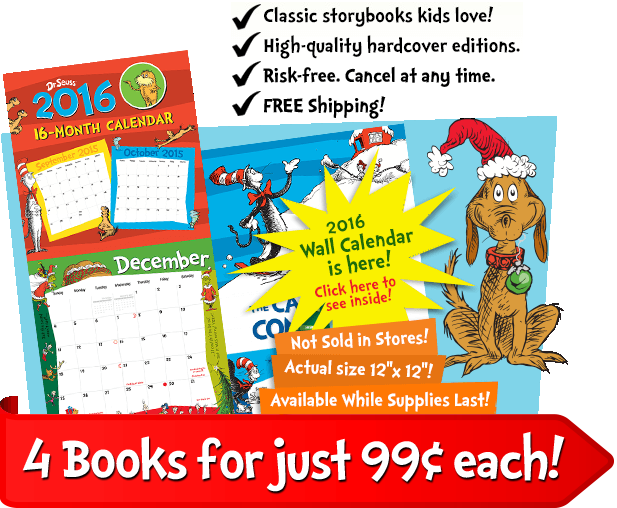 Classic storybooks kids love!
High-quality hardcover editions.
Risk-free. Cancel at any time.
FREE Shipping!
Dr. Seuss
2016
16-MONTH CALENDAR
September 2015
October 2015
December
2016
Wall Calendar
is here!
Click here to
see inside!
THE CA
COM
Not Sold in Stores!
Actual size 12"x 12"!
Available While Supplies Last!
4 Books for just 99¢ each!